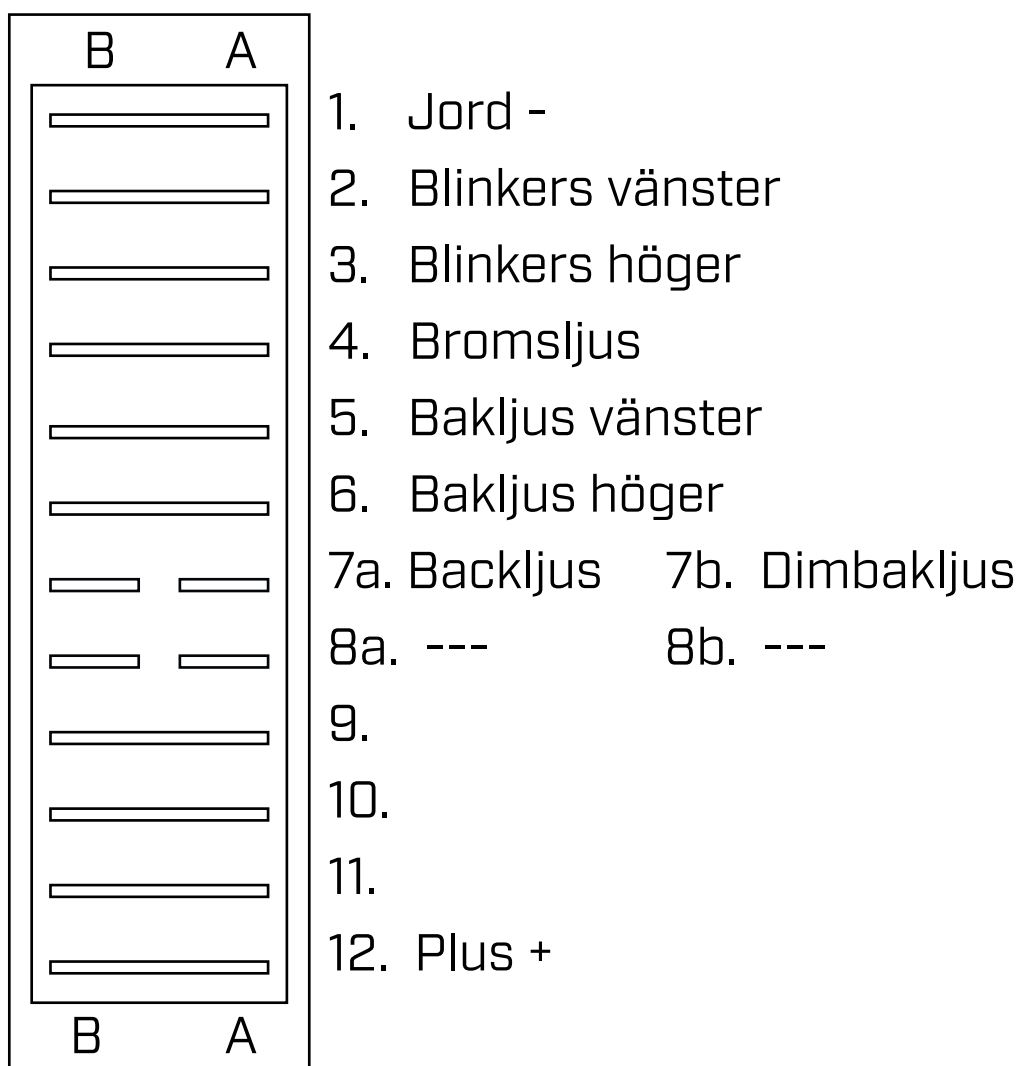 B A
1. Jord -
2. Blinkers vänster
3. Blinkers höger
4. Bromsljus
5. Bakljus vänster
6. Bakljus höger
7a. Backljus 7b. Dimbakljus
8a. --- 8b. ---
9.
10.
11.
12. Plus +
B A